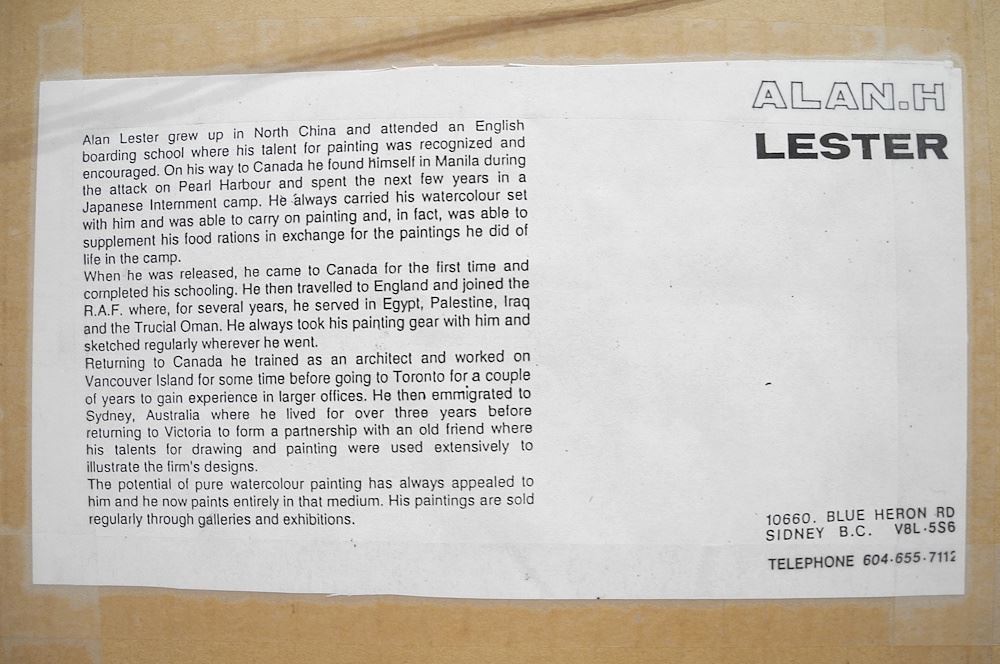 ALAN.H
LESTER
Alan Lester grew up in North China and attended an English
boarding school where his talent for painting was recognized and
encouraged. On his way to Canada he found himself in Manila during
the attack on Pearl Harbour and spent the next few years in a
Japanese Internment camp. He always carried his watercolour set
with him and was able to carry on painting and, in fact, was able to
supplement his food rations in exchange for the paintings he did of
life in the camp.
When he was released, he came to Canada for the first time and
completed his schooling. He then travelled to England and joined the
R.A.F. where, for several years, he served in Egypt, Palestine, Iraq
and the Trucial Oman. He always took his painting gear with him and
sketched regularly wherever he went.
Returning to Canada he trained as an architect and worked on
Vancouver Island for some time before going to Toronto for a couple
of years to gain experience in larger offices. He then emmigrated to
Sydney, Australia where he lived for over three years before
returning to Victoria to form a partnership with an old friend where
his talents for drawing and painting were used extensively to
illustrate the firm's designs.
The potential of pure watercolour painting has always appealed to
him and he now paints entirely in that medium. His paintings are sold
regularly through galleries and exhibitions.
10660. BLUE HERON RD
SIDNEY B.C. V8L·5S6
TELEPHONE 604·655·7112